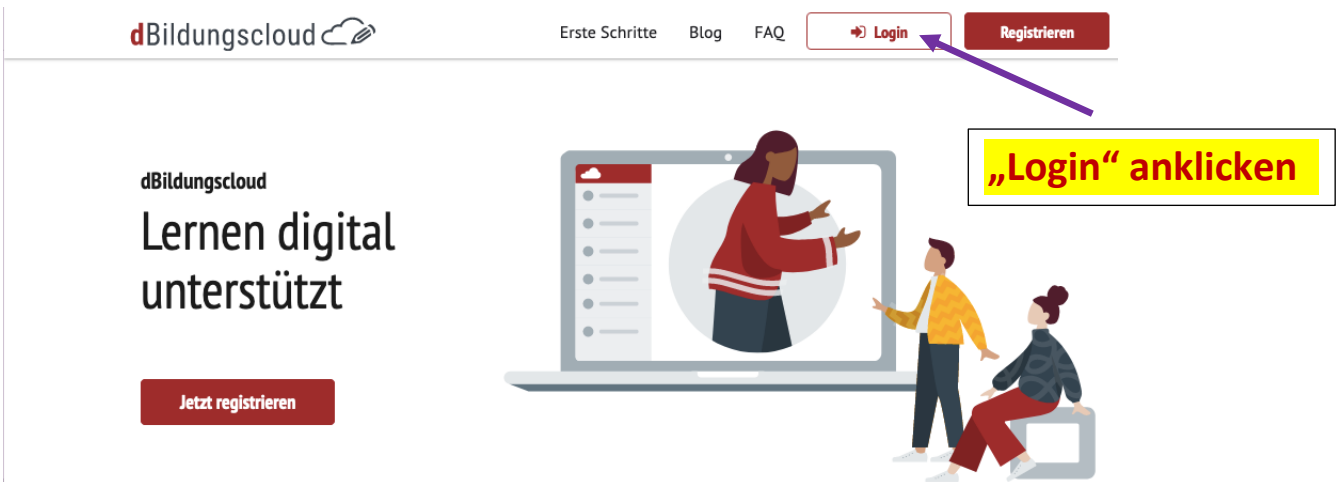 dBildungscloud
Erste Schritte Blog FAQ Login Registrieren
„Login“ anklicken
dBildungscloud
Lernen digital
unterstützt
Jetzt registrieren